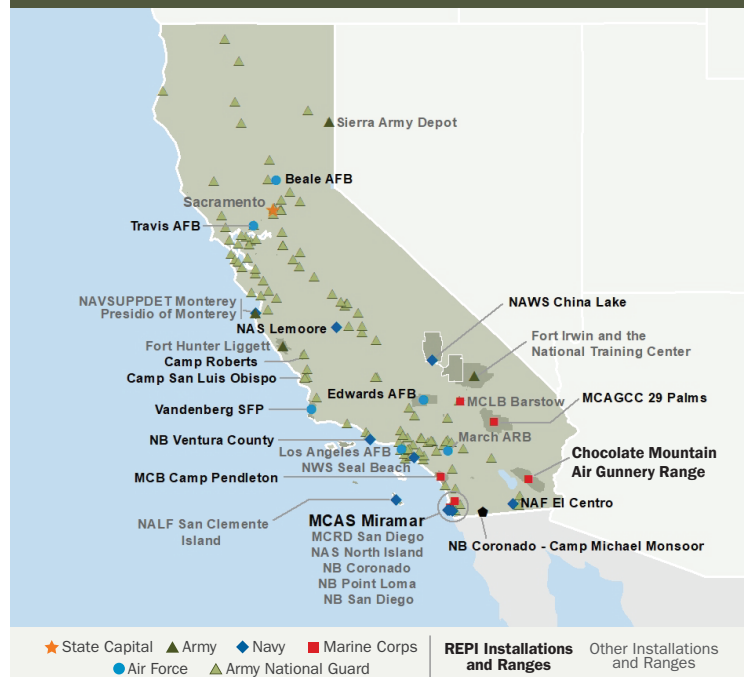 Sierra Army Depot
Beale AFB
Sacramento
Travis AFB
NAVSUPPDET Monterey
Presidio of Monterey
NAWS China Lake
NAS Lemoore
Fort Irwin and the
National Training Center
Fort Hunter Liggett
Camp Roberts
Camp San Luis Obispo
Edwards AFB
MCLB Barstow
MCAGCC 29 Palms
Vandenberg SFP
NB Ventura County
March ARB
Los Angeles AFB
NWS Seal Beach
Chocolate Mountain
Air Gunnery Range
MCB Camp Pendleton
NAF El Centro
NALF San Clemente
Island
MCAS Miramar
MCRD San Diego
NAS North Island
NB Coronado
NB Point Loma
NB San Diego
NB Coronado - Camp Michael Monsoor
State Capital
Army
Navy
Marine Corps
Air Force
Army National Guard
REPI Installations
and Ranges
Other Installations
and Ranges